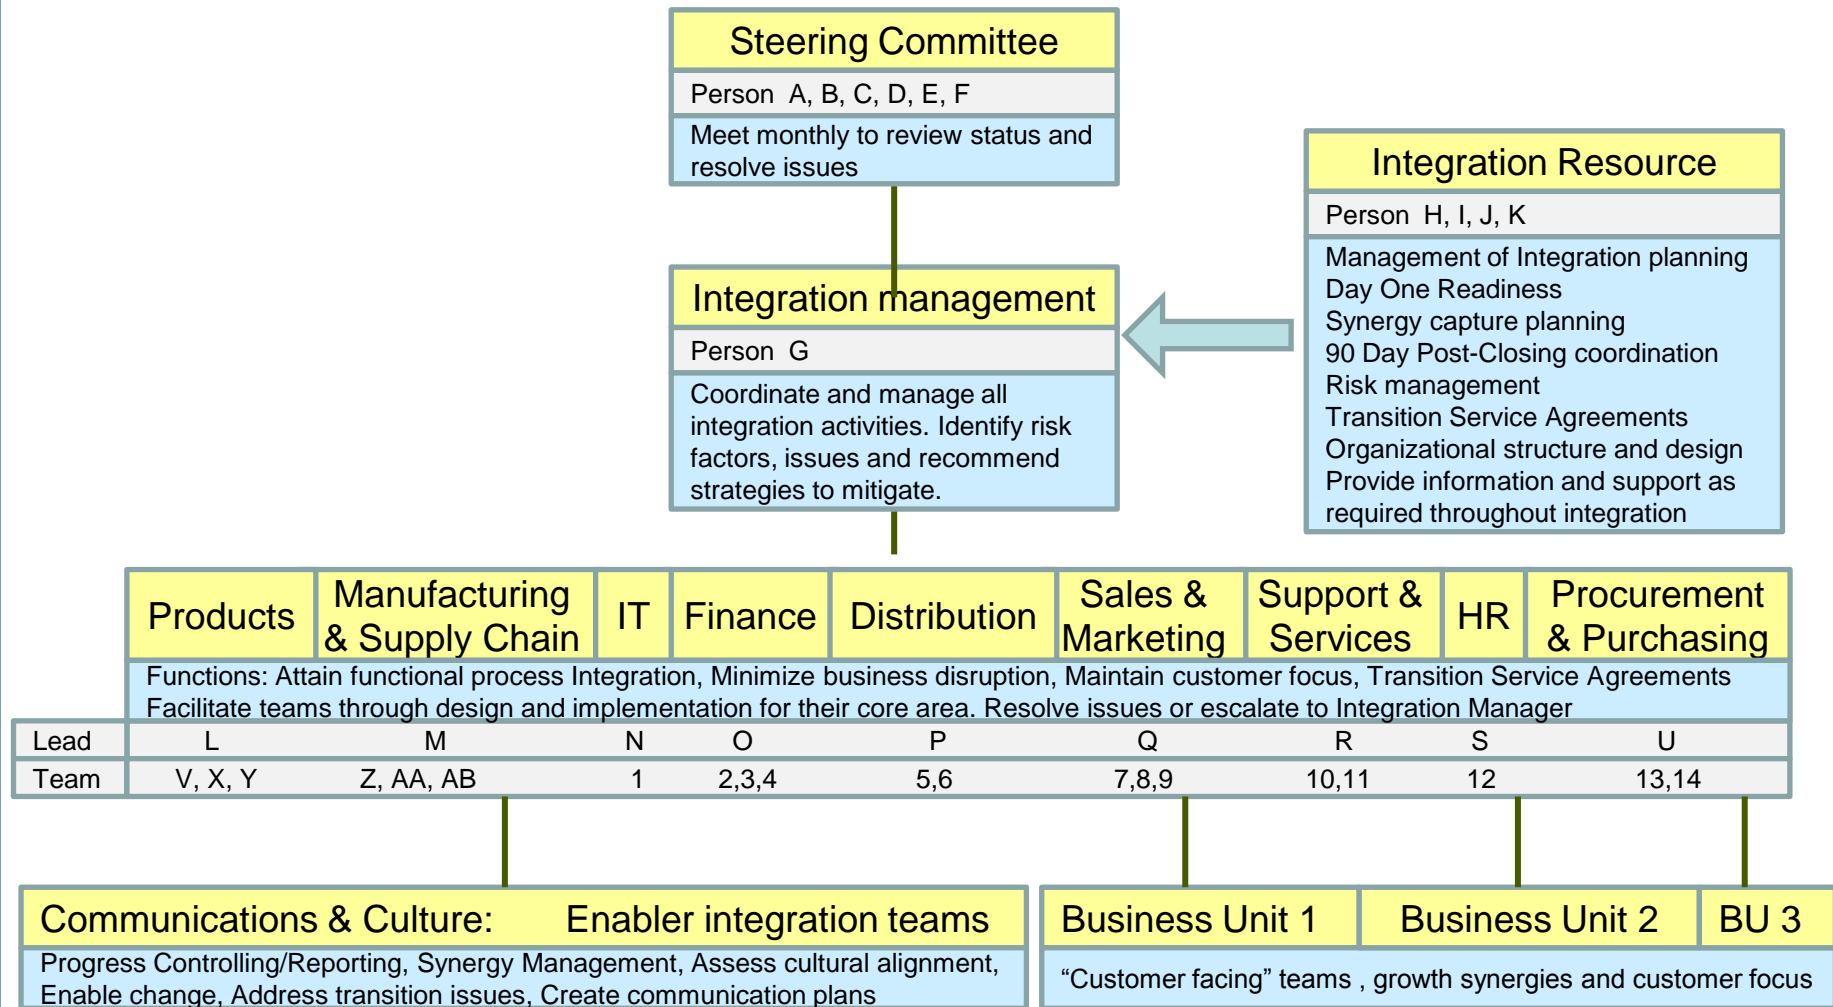 Steering Committee
Person  A, B, C, D, E, F
Meet monthly to review status and
resolve issues
Integration Resource
Person  H, I, J, K
Management of Integration planning
Day One Readiness
Synergy capture planning
90 Day Post-Closing coordination
Risk management
Transition Service Agreements
Organizational structure and design
Provide information and support as
required throughout integration
Integration management
Person  G
Coordinate and manage all
integration activities. Identify risk
factors, issues and recommend
strategies to mitigate.
Products
Manufacturing
& Supply Chain
IT
Finance
Distribution
Sales &
Marketing
Support &
Services
HR
Procurement
& Purchasing
Functions: Attain functional process Integration, Minimize business disruption, Maintain customer focus, Transition Service Agreements
Facilitate teams through design and implementation for their core area. Resolve issues or escalate to Integration Manager
Lead L M N O P Q R S U
Team V, X, Y Z, AA, AB 1 2,3,4 5,6 7,8,9 10,11 12 13,14
Communications & Culture: Enabler integration teams
Progress Controlling/Reporting, Synergy Management, Assess cultural alignment,
Enable change, Address transition issues, Create communication plans
Business Unit 1
Business Unit 2
BU 3
“Customer facing” teams , growth synergies and customer focus